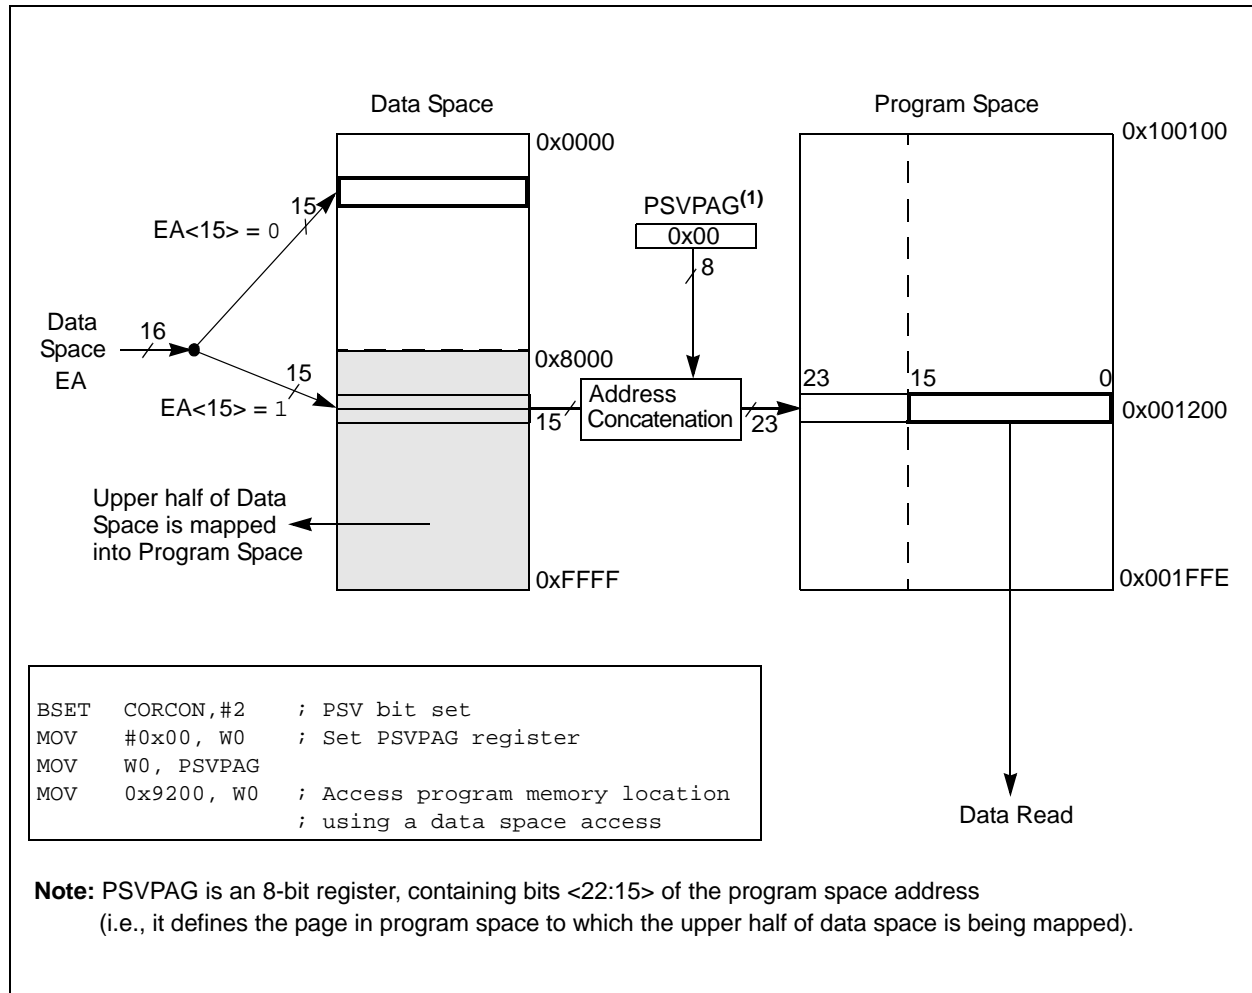 Data Space
Program Space
0x0000
0x100100
15
EA<15> = 0
PSVPAG(1)
0x00
8
Data
Space
EA
16
0x8000
15
EA<15> = 1
15
Address
Concatenation
23
23
15
0
0x001200
Upper half of Data
Space is mapped
into Program Space
0xFFFF
0x001FFE
BSET CORCON,#2 ; PSV bit set
MOV #0x00, W0 ; Set PSVPAG register
MOV W0, PSVPAG
MOV 0x9200, W0 ; Access program memory location
; using a data space access
Data Read
Note: PSVPAG is an 8-bit register, containing bits <22:15> of the program space address
(i.e., it defines the page in program space to which the upper half of data space is being mapped).